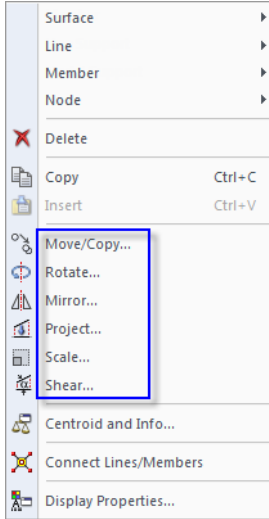 Surface
Line
Member
Node
Delete
Copy Ctrl+C
Insert Ctrl+V
Move/Copy...
Rotate...
Mirror...
Project...
Scale...
Shear...
Centroid and Info...
Connect Lines/Members
Display Properties...